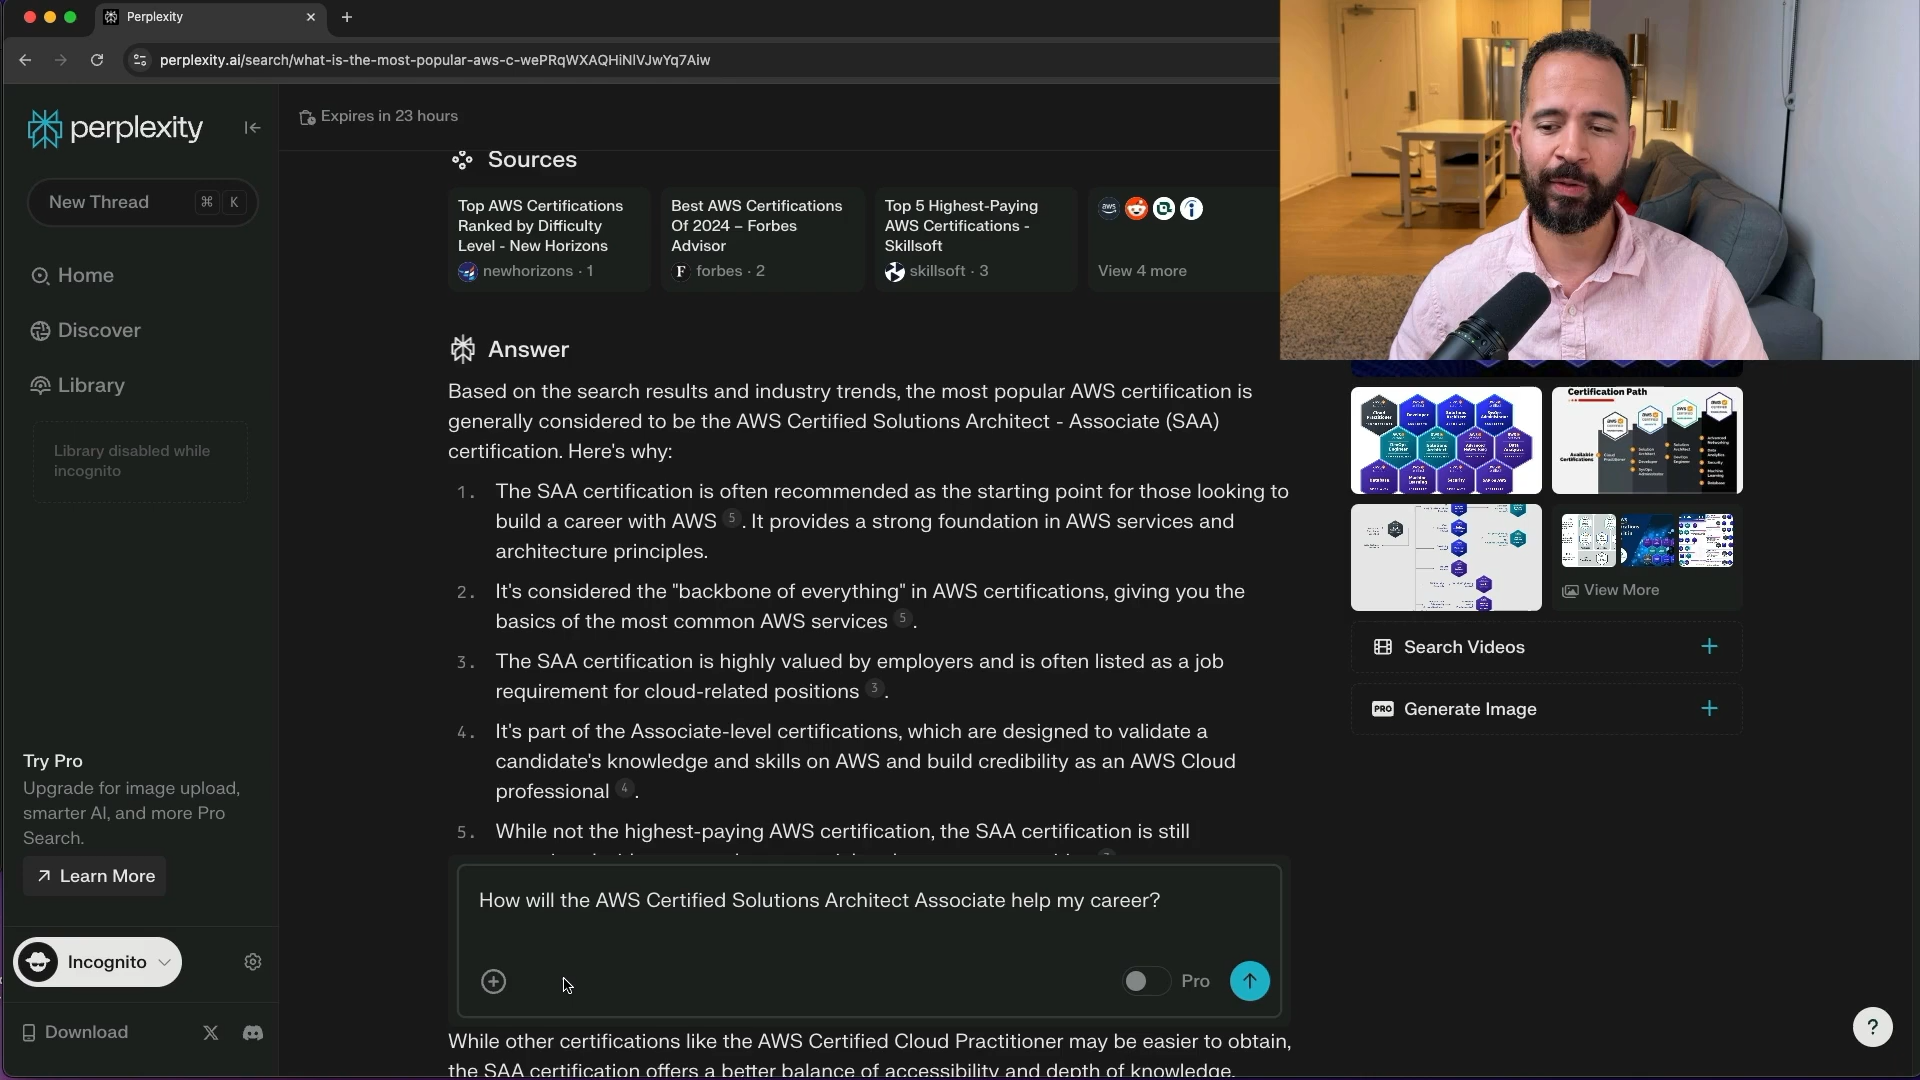 Perplexity
perplexity.ai/search/what-is-the-most-popular-aws-c-wePRqWXAQHiNlVJwYq7Aiw
perplexity
New Thread ⌘ K
Home
Discover
Library
Library disabled while
incognito
Try Pro
Upgrade for image upload,
smarter AI, and more Pro
Search.
Learn More
Incognito
Download
Expires in 23 hours
Sources
Top AWS Certifications
Ranked by Difficulty
Level - New Horizons
newhorizons · 1
Best AWS Certifications
Of 2024 – Forbes
Advisor
F forbes · 2
Top 5 Highest-Paying
AWS Certifications -
Skillsoft
skillsoft · 3
aws
View 4 more
Answer
Based on the search results and industry trends, the most popular AWS certification is
generally considered to be the AWS Certified Solutions Architect - Associate (SAA)
certification. Here's why:
1. The SAA certification is often recommended as the starting point for those looking to
build a career with AWS 5. It provides a strong foundation in AWS services and
architecture principles.
2. It's considered the "backbone of everything" in AWS certifications, giving you the
basics of the most common AWS services 5.
3. The SAA certification is highly valued by employers and is often listed as a job
requirement for cloud-related positions 3.
4. It's part of the Associate-level certifications, which are designed to validate a
candidate's knowledge and skills on AWS and build credibility as an AWS Cloud
professional 4.
5. While not the highest-paying AWS certification, the SAA certification is still
How will the AWS Certified Solutions Architect Associate help my career?
Pro
While other certifications like the AWS Certified Cloud Practitioner may be easier to obtain,
the SAA certification offers a better balance of accessibility and depth of knowledge.
Certification Path
View More
Search Videos
PRO Generate Image
?